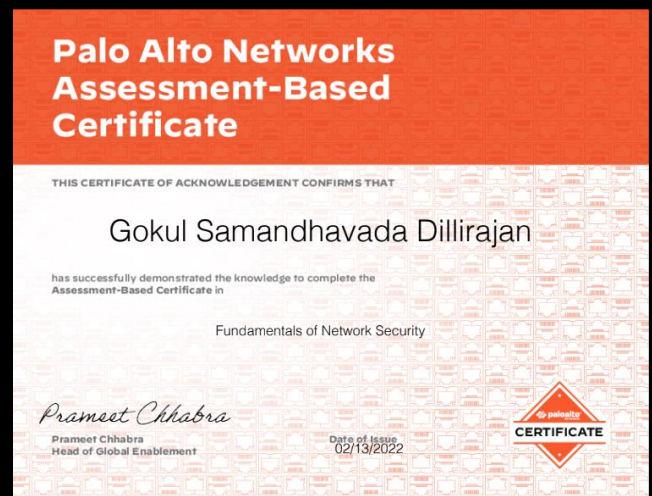 Palo Alto Networks
Assessment-Based
Certificate
THIS CERTIFICATE OF ACKNOWLEDGEMENT CONFIRMS THAT
Gokul Samandhavada Dillirajan
has successfully demonstrated the knowledge to complete the
Assessment-Based Certificate in
Fundamentals of Network Security
Prameet Chhabra
Prameet Chhabra
Head of Global Enablement
Date of Issue
02/13/2022
paloalto
CERTIFICATE